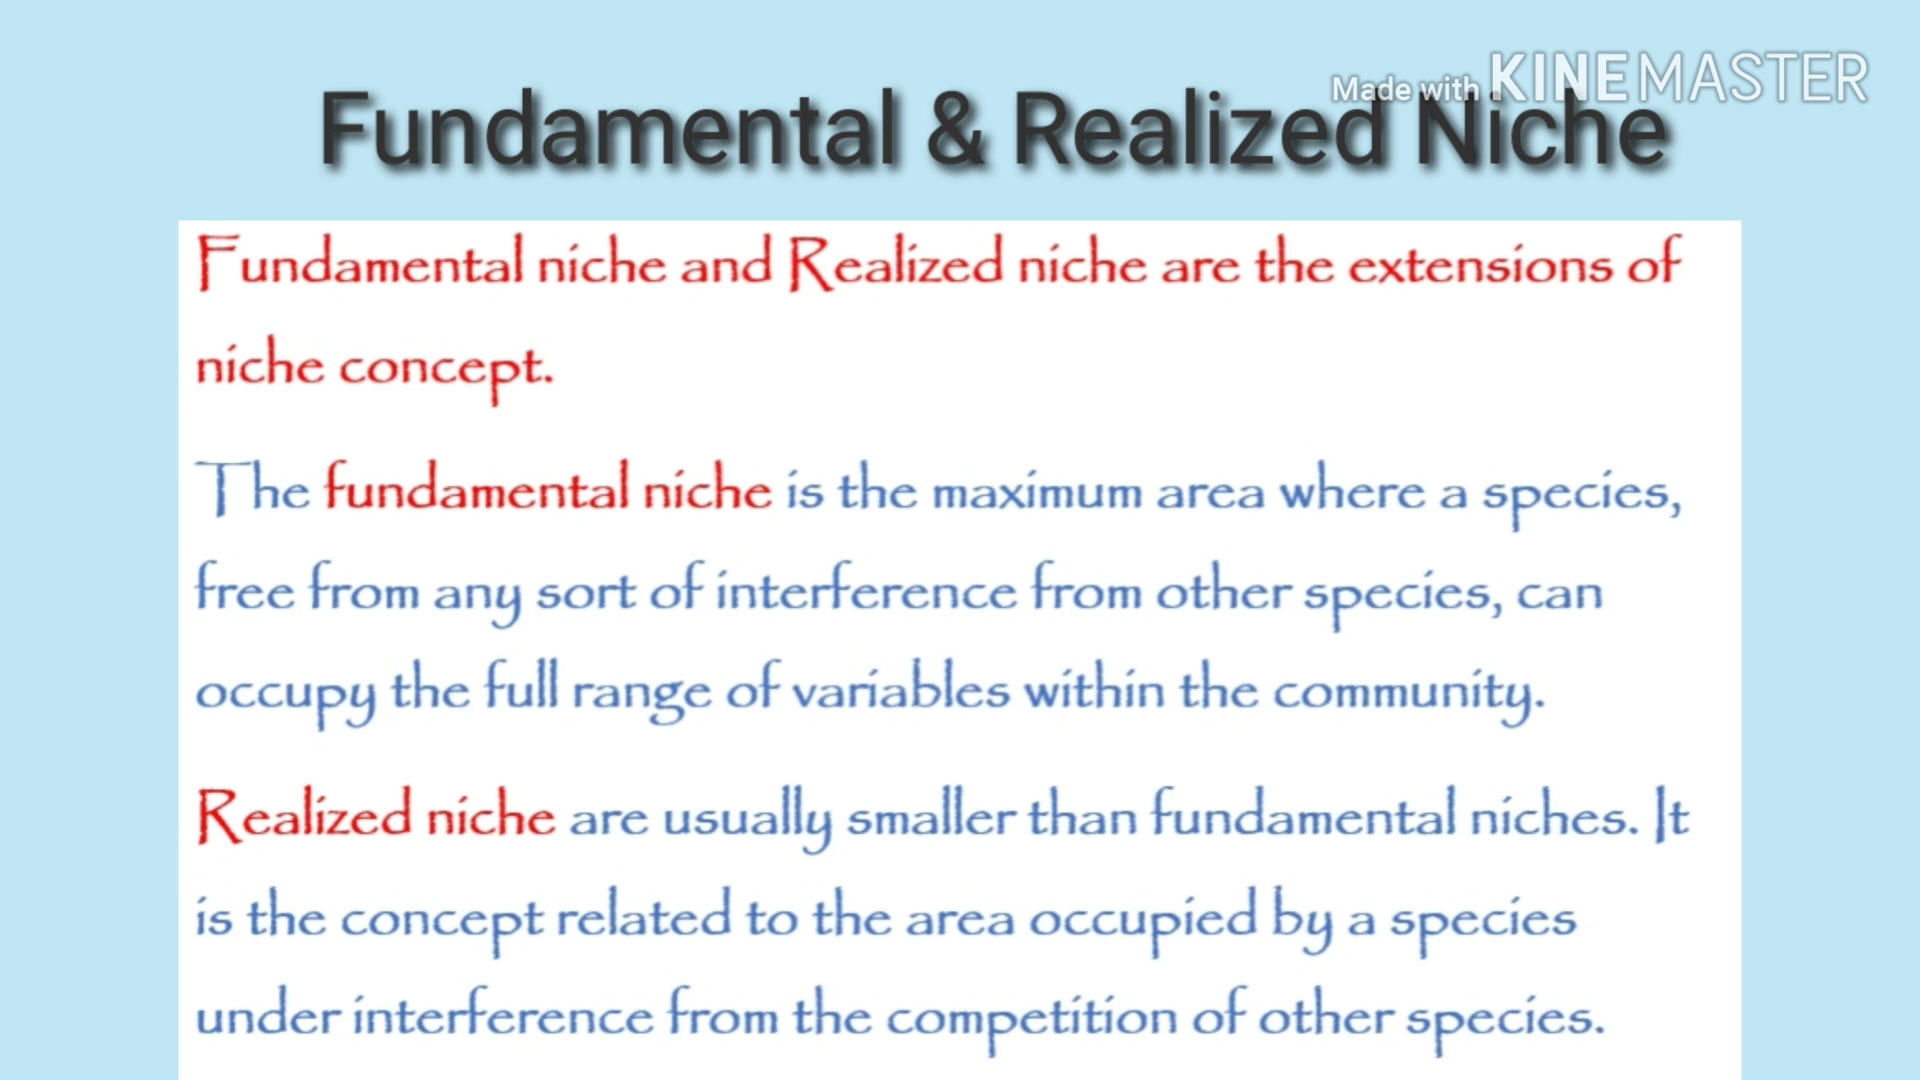 Made with KINEMASTER
Fundamental & Realized Niche
Fundamental niche and Realized niche are the extensions of
niche concept.
The fundamental niche is the maximum area where a species,
free from any sort of interference from other species, can
occupy the full range of variables within the community.
Realized niche are usually smaller than fundamental niches. It
is the concept related to the area occupied by a species
under interference from the competition of other species.